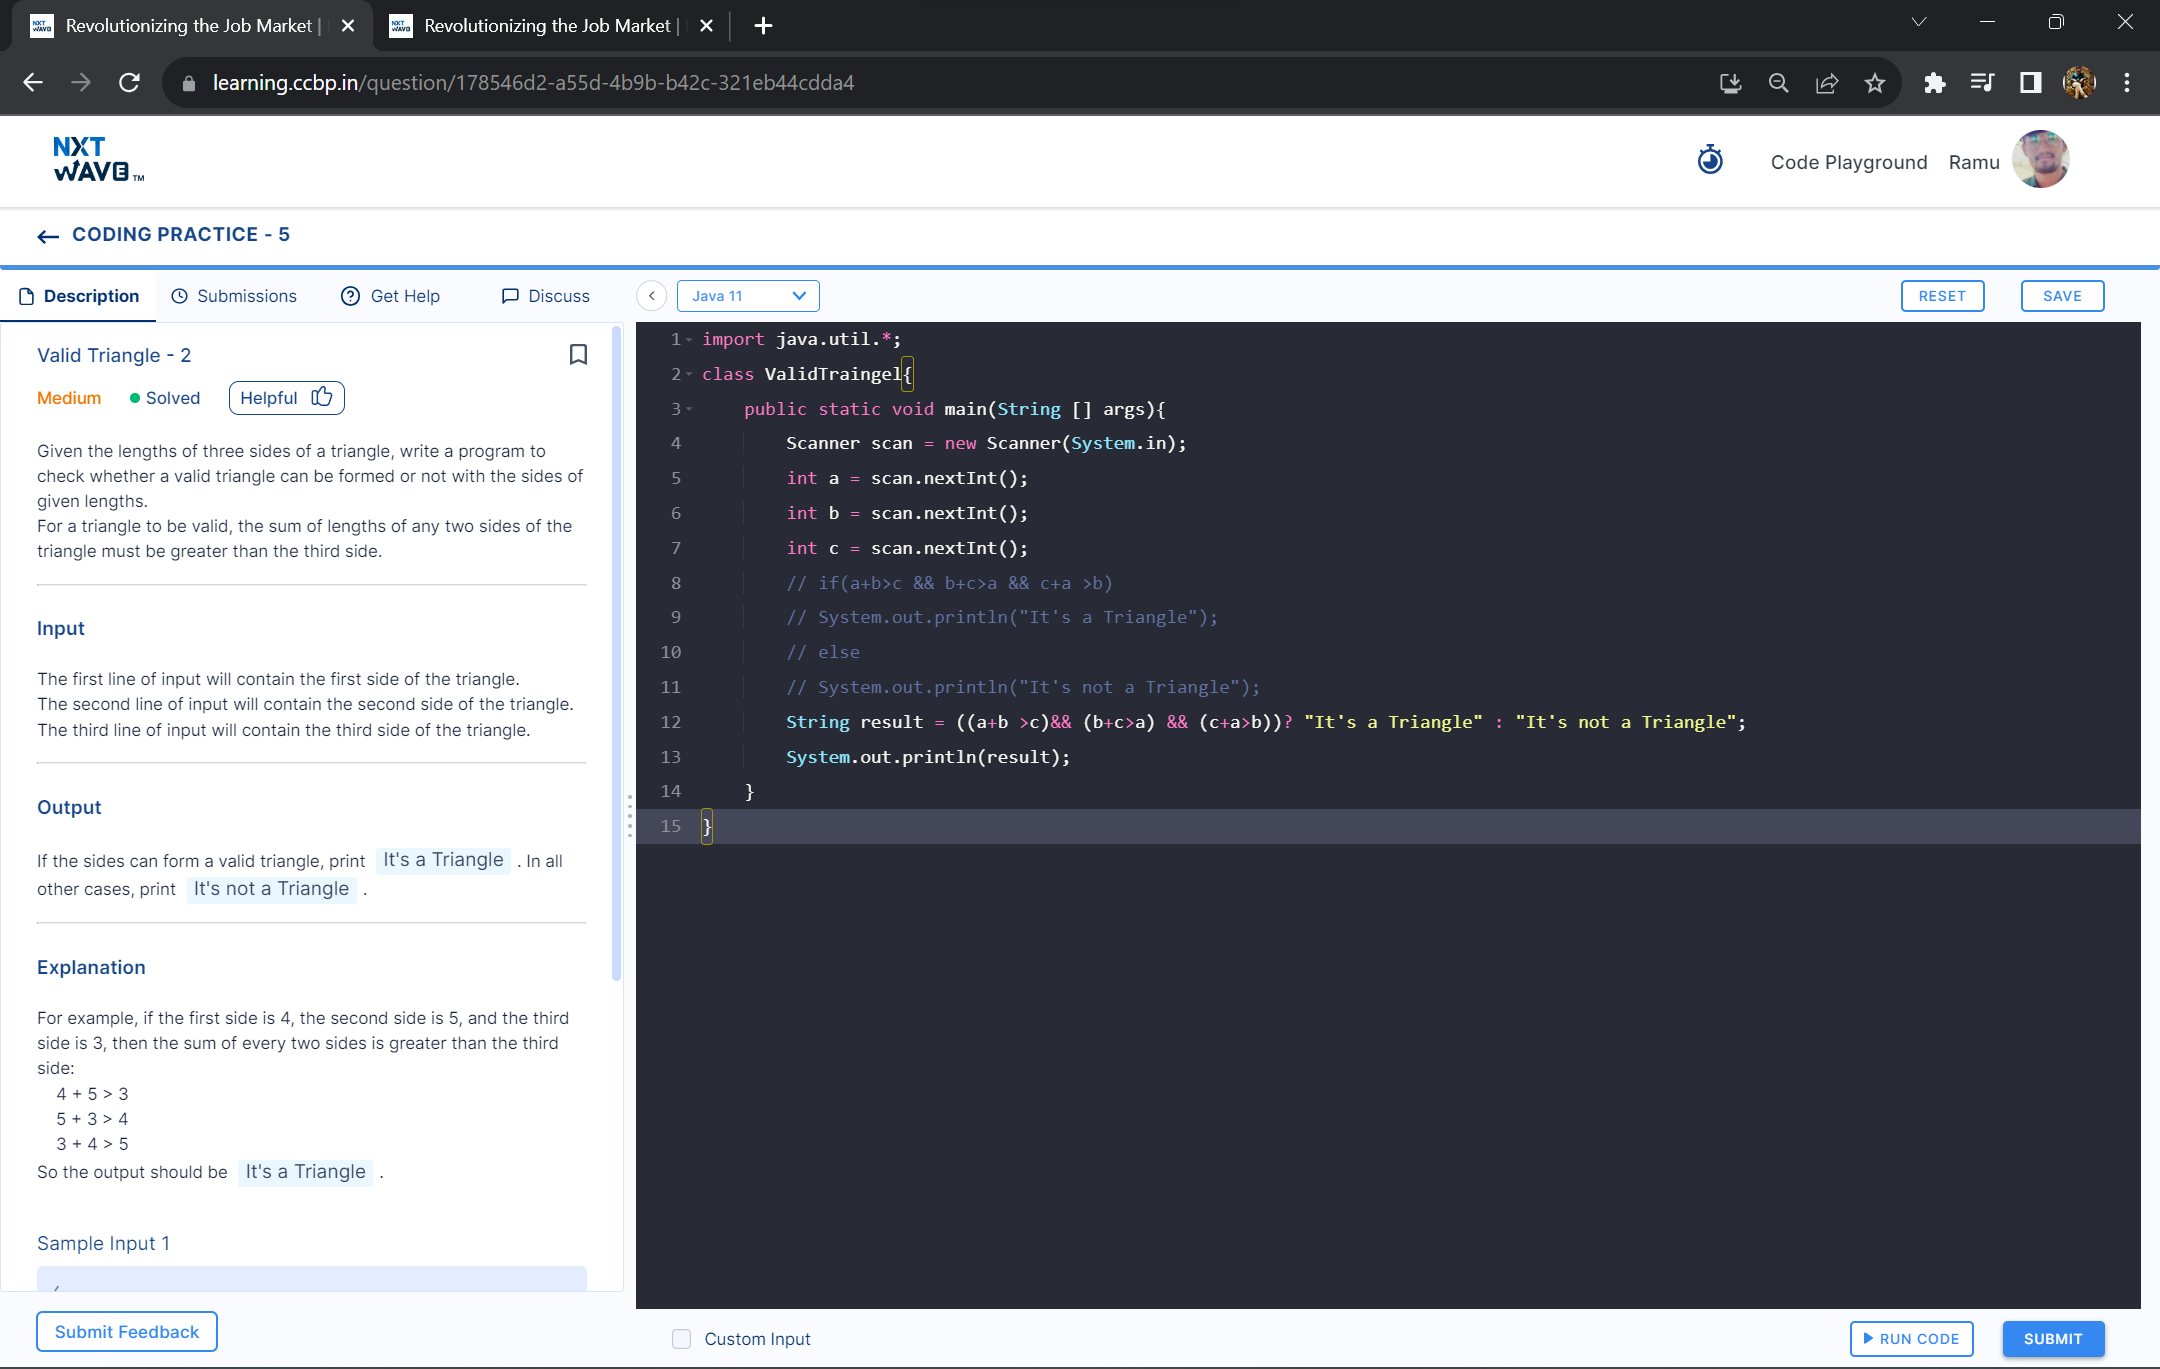 Revolutionizing the Job Market |
Revolutionizing the Job Market |
learning.ccbp.in/question/178546d2-a55d-4b9b-b42c-321eb44cdda4
NXT
WAVE TM
Code Playground
Ramu
CODING PRACTICE - 5
Description
Submissions
Get Help
Discuss
Java 11
RESET
SAVE
Valid Triangle - 2
Medium
Solved
Helpful
Given the lengths of three sides of a triangle, write a program to
check whether a valid triangle can be formed or not with the sides of
given lengths.
For a triangle to be valid, the sum of lengths of any two sides of the
triangle must be greater than the third side.
Input
The first line of input will contain the first side of the triangle.
The second line of input will contain the second side of the triangle.
The third line of input will contain the third side of the triangle.
Output
If the sides can form a valid triangle, print It's a Triangle . In all
other cases, print It's not a Triangle .
Explanation
For example, if the first side is 4, the second side is 5, and the third
side is 3, then the sum of every two sides is greater than the third
side:
4 + 5 > 3
5 + 3 > 4
3 + 4 > 5
So the output should be It's a Triangle .
Sample Input 1
Submit Feedback
1 import java.util.*;
2 class ValidTraingel{
3 public static void main(String [] args){
4 Scanner scan = new Scanner(System.in);
5 int a = scan.nextInt();
6 int b = scan.nextInt();
7 int c = scan.nextInt();
8 // if(a+b>c && b+c>a && c+a >b)
9 // System.out.println("It's a Triangle");
10 // else
11 // System.out.println("It's not a Triangle");
12 String result = ((a+b >c)&& (b+c>a) && (c+a>b))? "It's a Triangle" : "It's not a Triangle";
13 System.out.println(result);
14 }
15 }
Custom Input
RUN CODE
SUBMIT